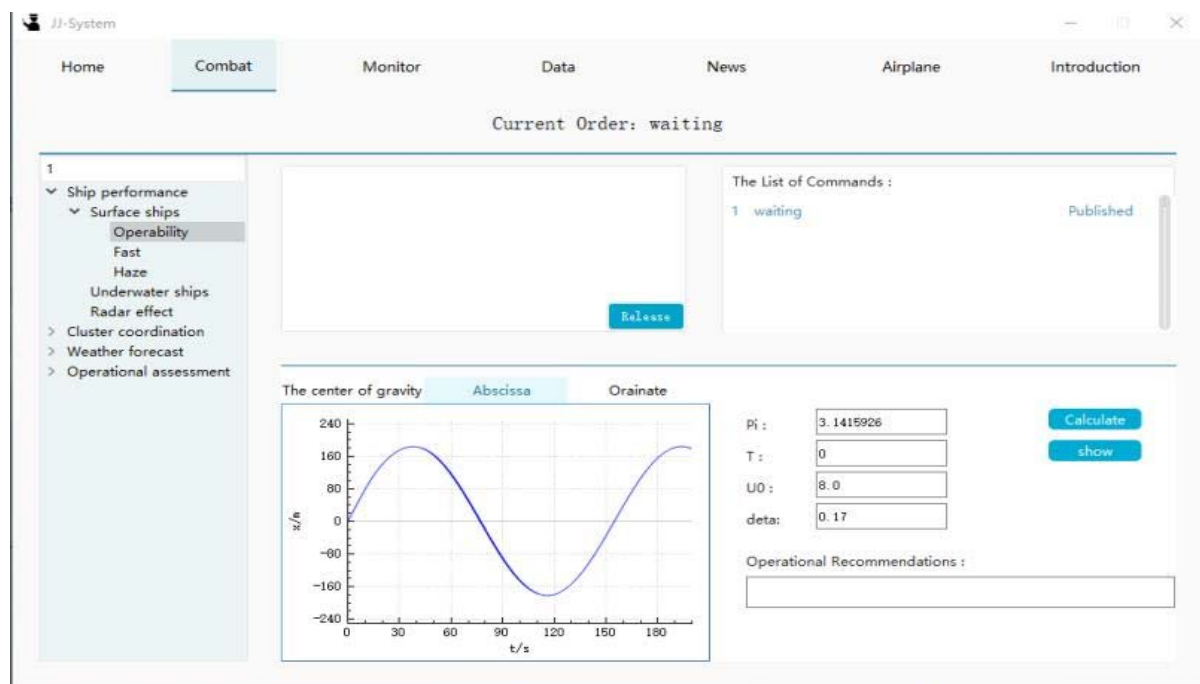 JJ-System
Home Combat Monitor Data News Airplane Introduction
Current Order: waiting
1
Ship performance
Surface ships
Operability
Fast
Haze
Underwater ships
Radar effect
Cluster coordination
Weather forecast
Operational assessment
Release
The List of Commands :
1 waiting Published
The center of gravity Abscissa Orainate
240
160
80
0
-80
-160
-240
x/m
0 30 60 90 120 150 180
t/s
Pi : 3.1415926
T : 0
U0 : 8.0
deta: 0.17
Calculate
show
Operational Recommendations :